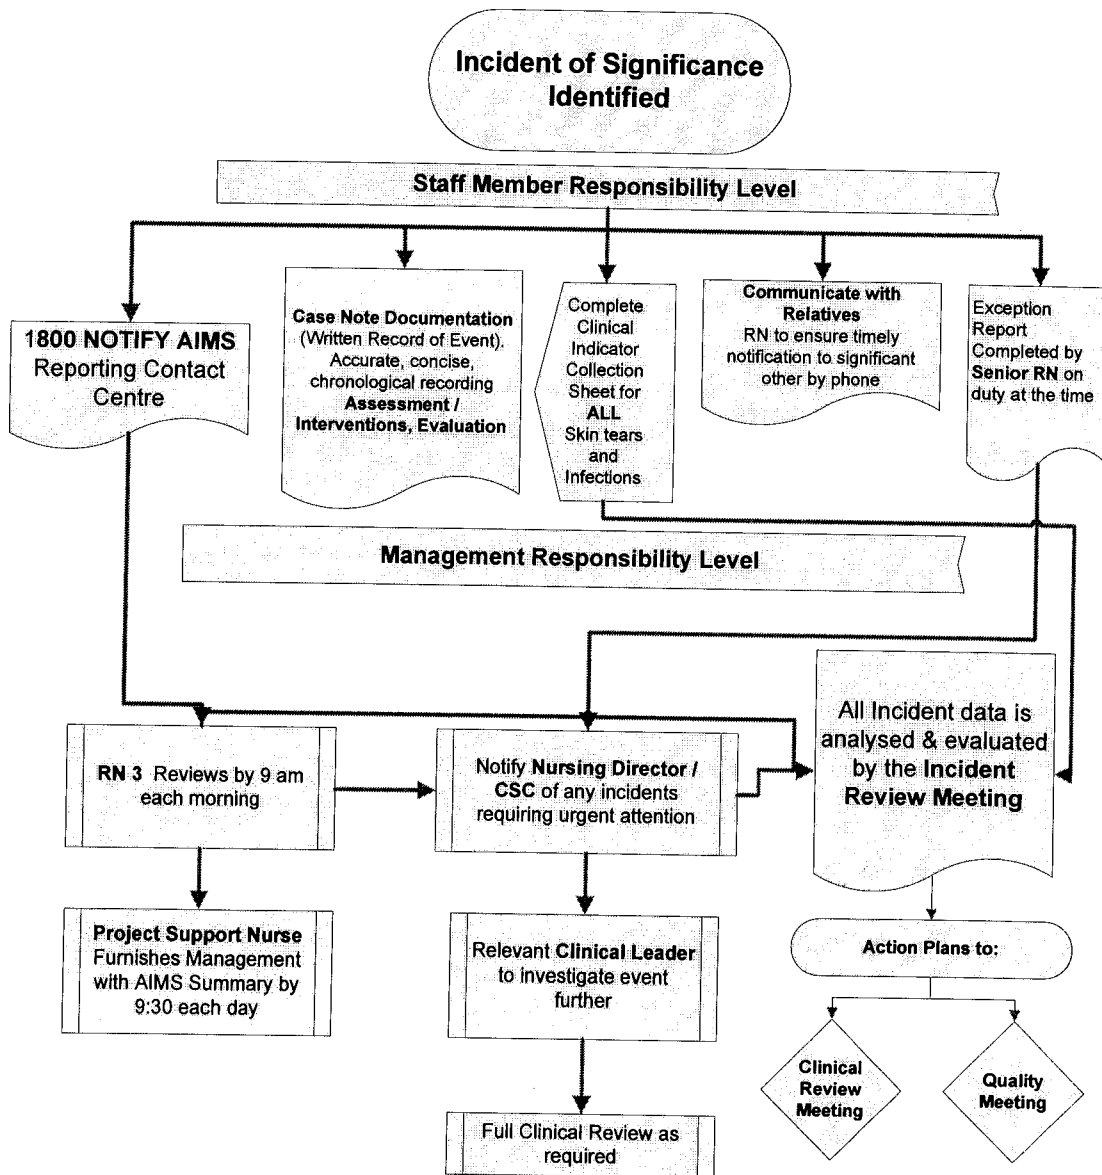 Incident of Significance
Identified
Staff Member Responsibility Level
1800 NOTIFY AIMS
Reporting Contact
Centre
Case Note Documentation
(Written Record of Event).
Accurate, concise,
chronological recording
Assessment /
Interventions, Evaluation
Complete
Clinical
Indicator
Collection
Sheet for
ALL
Skin tears
and
Infections
Communicate with
Relatives
RN to ensure timely
notification to significant
other by phone
Exception
Report
Completed by
Senior RN on
duty at the time
Management Responsibility Level
RN 3 Reviews by 9 am
each morning
Notify Nursing Director /
CSC of any incidents
requiring urgent attention
All Incident data is
analysed & evaluated
by the Incident
Review Meeting
Project Support Nurse
Furnishes Management
with AIMS Summary by
9:30 each day
Relevant Clinical Leader
to investigate event
further
Action Plans to:
Clinical
Review
Meeting
Quality
Meeting
Full Clinical Review as
required